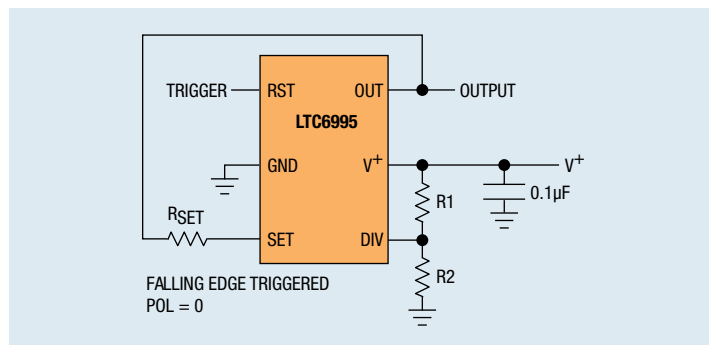 TRIGGER
RST
OUT
OUTPUT
LTC6995
GND
V+
V+
R1
0.1µF
RSET
SET
DIV
R2
FALLING EDGE TRIGGERED
POL = 0